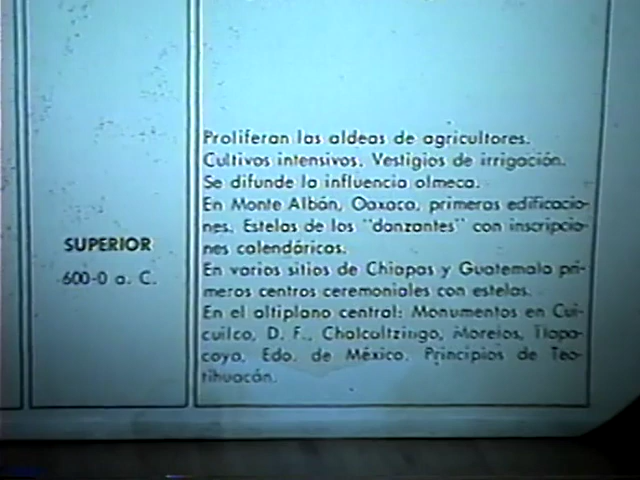 SUPERIOR
600-0 a. C.
Proliferan las aldeas de agricultores.
Cultivos intensivos. Vestigios de irrigación.
Se difunde la influencia olmeca.
En Monte Albán, Oaxaca, primeras edificacio-
nes. Estelas de los "danzantes" con inscripcio-
nes calendáricas.
En varios sitios de Chiapas y Guatemala pri-
meros centros ceremoniales con estelas.
En el altiplano central: Monumentos en Cui-
cuilco, D. F., Chalcaltzingo, Morelos, Tlapa-
coya, Edo. de México. Principios de Teo-
tihuacán.